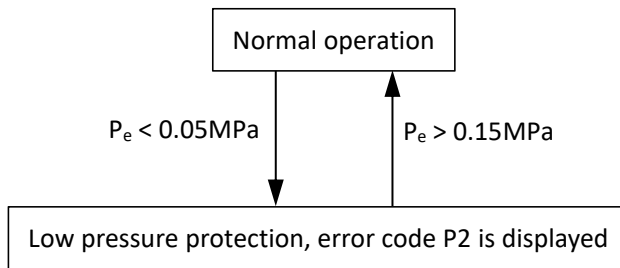 Normal operation
Pₑ < 0.05MPa
Pₑ > 0.15MPa
Low pressure protection, error code P2 is displayed